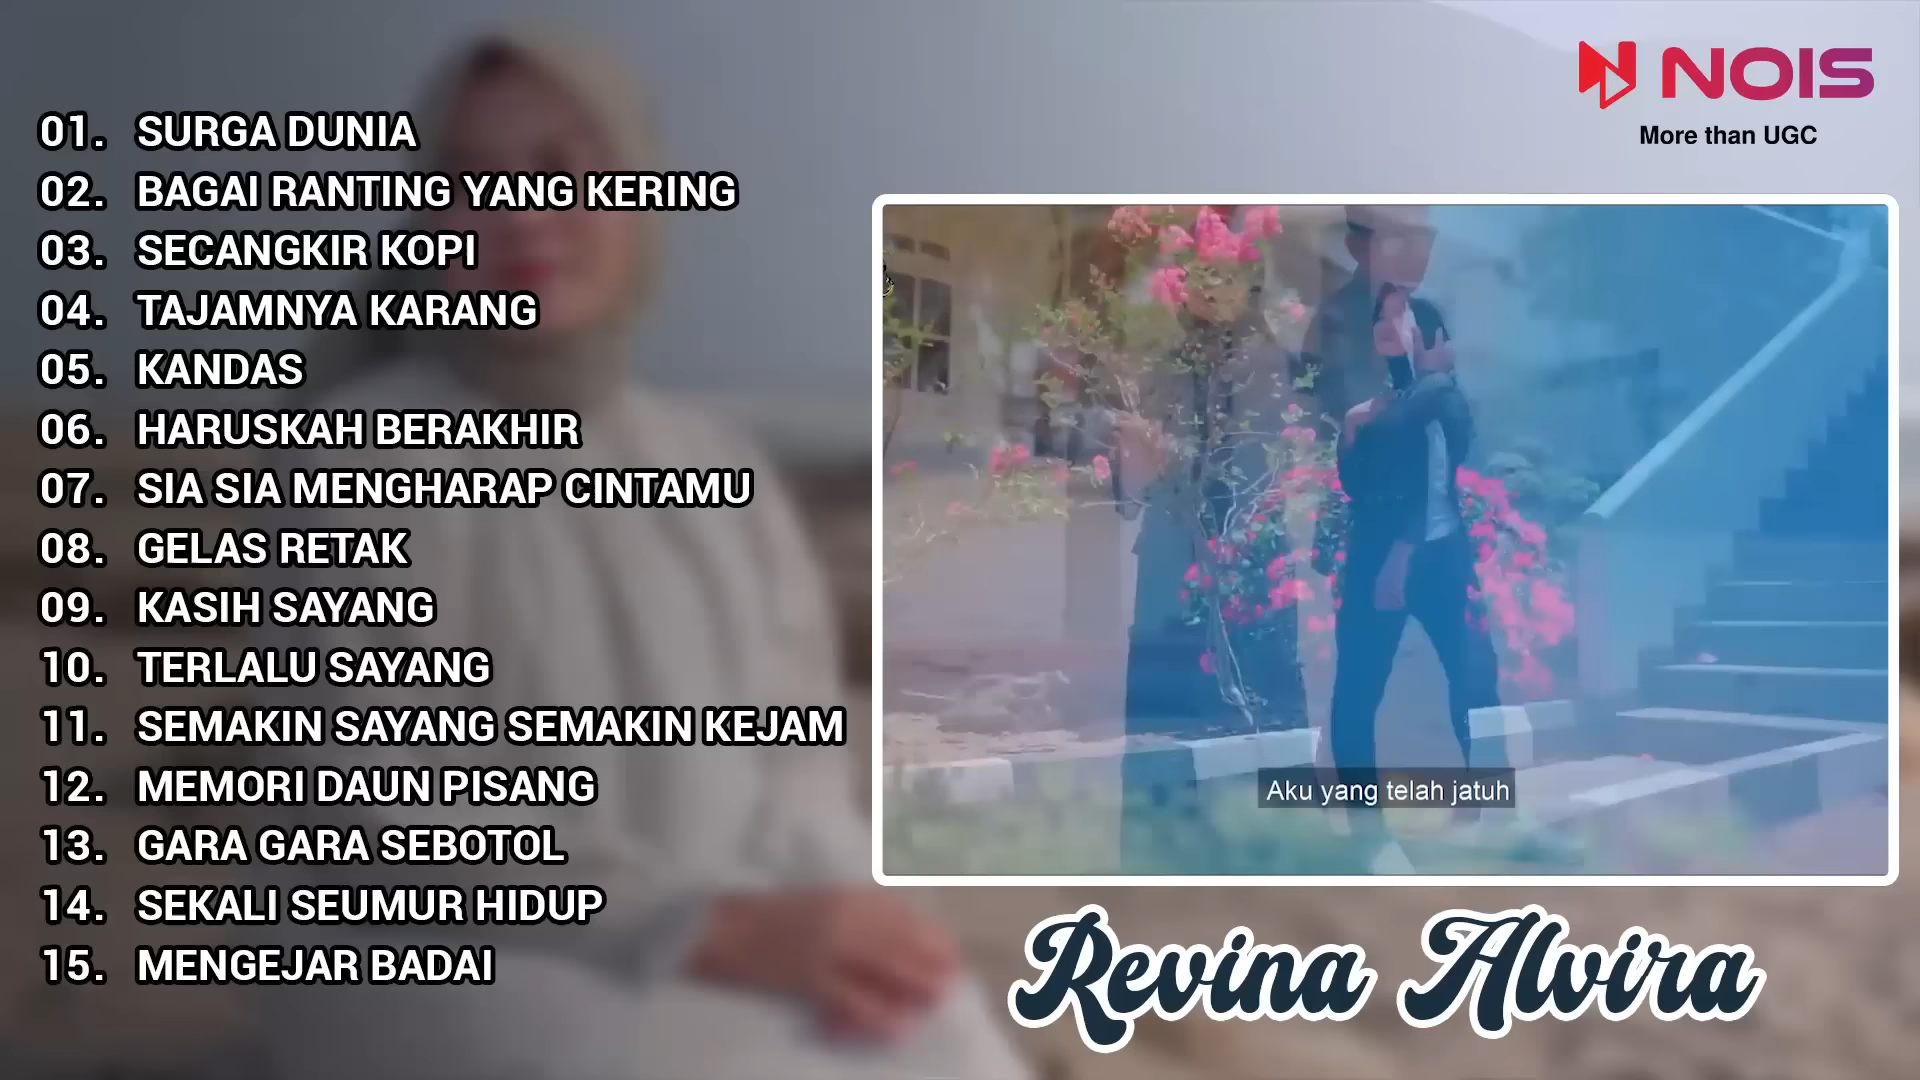 01. SURGA DUNIA
02. BAGAI RANTING YANG KERING
03. SECANGKIR KOPI
04. TAJAMNYA KARANG
05. KANDAS
06. HARUSKAH BERAKHIR
07. SIA SIA MENGHARAP CINTAMU
08. GELAS RETAK
09. KASIH SAYANG
10. TERLALU SAYANG
11. SEMAKIN SAYANG SEMAKIN KEJAM
12. MEMORI DAUN PISANG
13. GARA GARA SEBOTOL
14. SEKALI SEUMUR HIDUP
15. MENGEJAR BADAI
NOIS
More than UGC
Aku yang telah jatuh
Revina Alvira